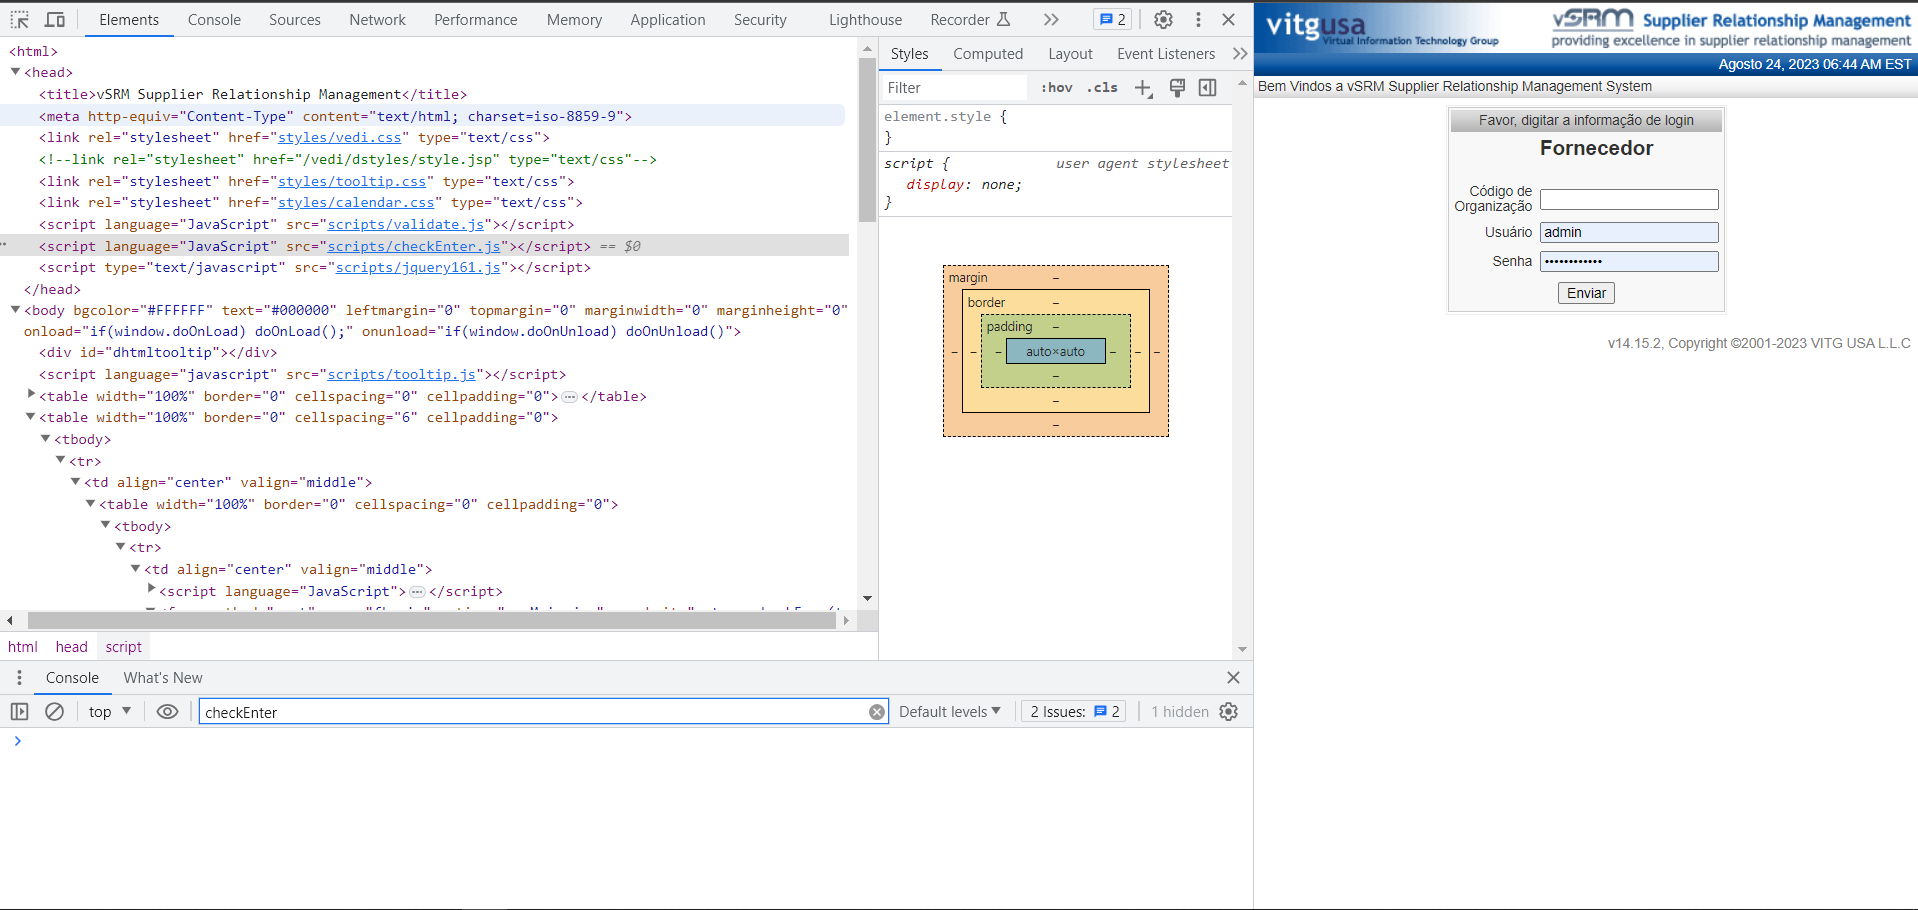 Elements Console Sources Network Performance Memory Application Security Lighthouse Recorder 2
<html>
<head>
<title>vSRM Supplier Relationship Management</title>
<meta http-equiv="Content-Type" content="text/html; charset=iso-8859-9">
<link rel="stylesheet" href="styles/vedi.css" type="text/css">
<!--link rel="stylesheet" href="/vedi/dstyles/style.jsp" type="text/css"-->
<link rel="stylesheet" href="styles/tooltip.css" type="text/css">
<link rel="stylesheet" href="styles/calendar.css" type="text/css">
<script language="JavaScript" src="scripts/validate.js"></script>
<script language="JavaScript" src="scripts/checkEnter.js"></script> == $0
<script type="text/javascript" src="scripts/jquery161.js"></script>
</head>
<body bgcolor="#FFFFFF" text="#000000" leftmargin="0" topmargin="0" marginwidth="0" marginheight="0"
onload="if(window.doOnLoad) doOnLoad();" onunload="if(window.doOnUnload) doOnUnload()">
<div id="dhtmltooltip"></div>
<script language="javascript" src="scripts/tooltip.js"></script>
<table width="100%" border="0" cellspacing="0" cellpadding="0">…</table>
<table width="100%" border="0" cellspacing="6" cellpadding="0">
<tbody>
<tr>
<td align="center" valign="middle">
<table width="100%" border="0" cellspacing="0" cellpadding="0">
<tbody>
<tr>
<td align="center" valign="middle">
<script language="JavaScript">…</script>
html head script
Styles Computed Layout Event Listeners
Filter :hov .cls
element.style {
}
script { user agent stylesheet
display: none;
}
margin –
border –
padding –
– – – auto×auto – – –
–
–
–
Console What's New
top checkEnter Default levels 2 Issues: 2 1 hidden
vitgusa
Virtual Information Technology Group
vSRM Supplier Relationship Management
providing excellence in supplier relationship management
Agosto 24, 2023 06:44 AM EST
Bem Vindos a vSRM Supplier Relationship Management System
Favor, digitar a informação de login
Fornecedor
Código de
Organização
Usuário admin
Senha ••••••••••••
Enviar
v14.15.2, Copyright ©2001-2023 VITG USA L.L.C